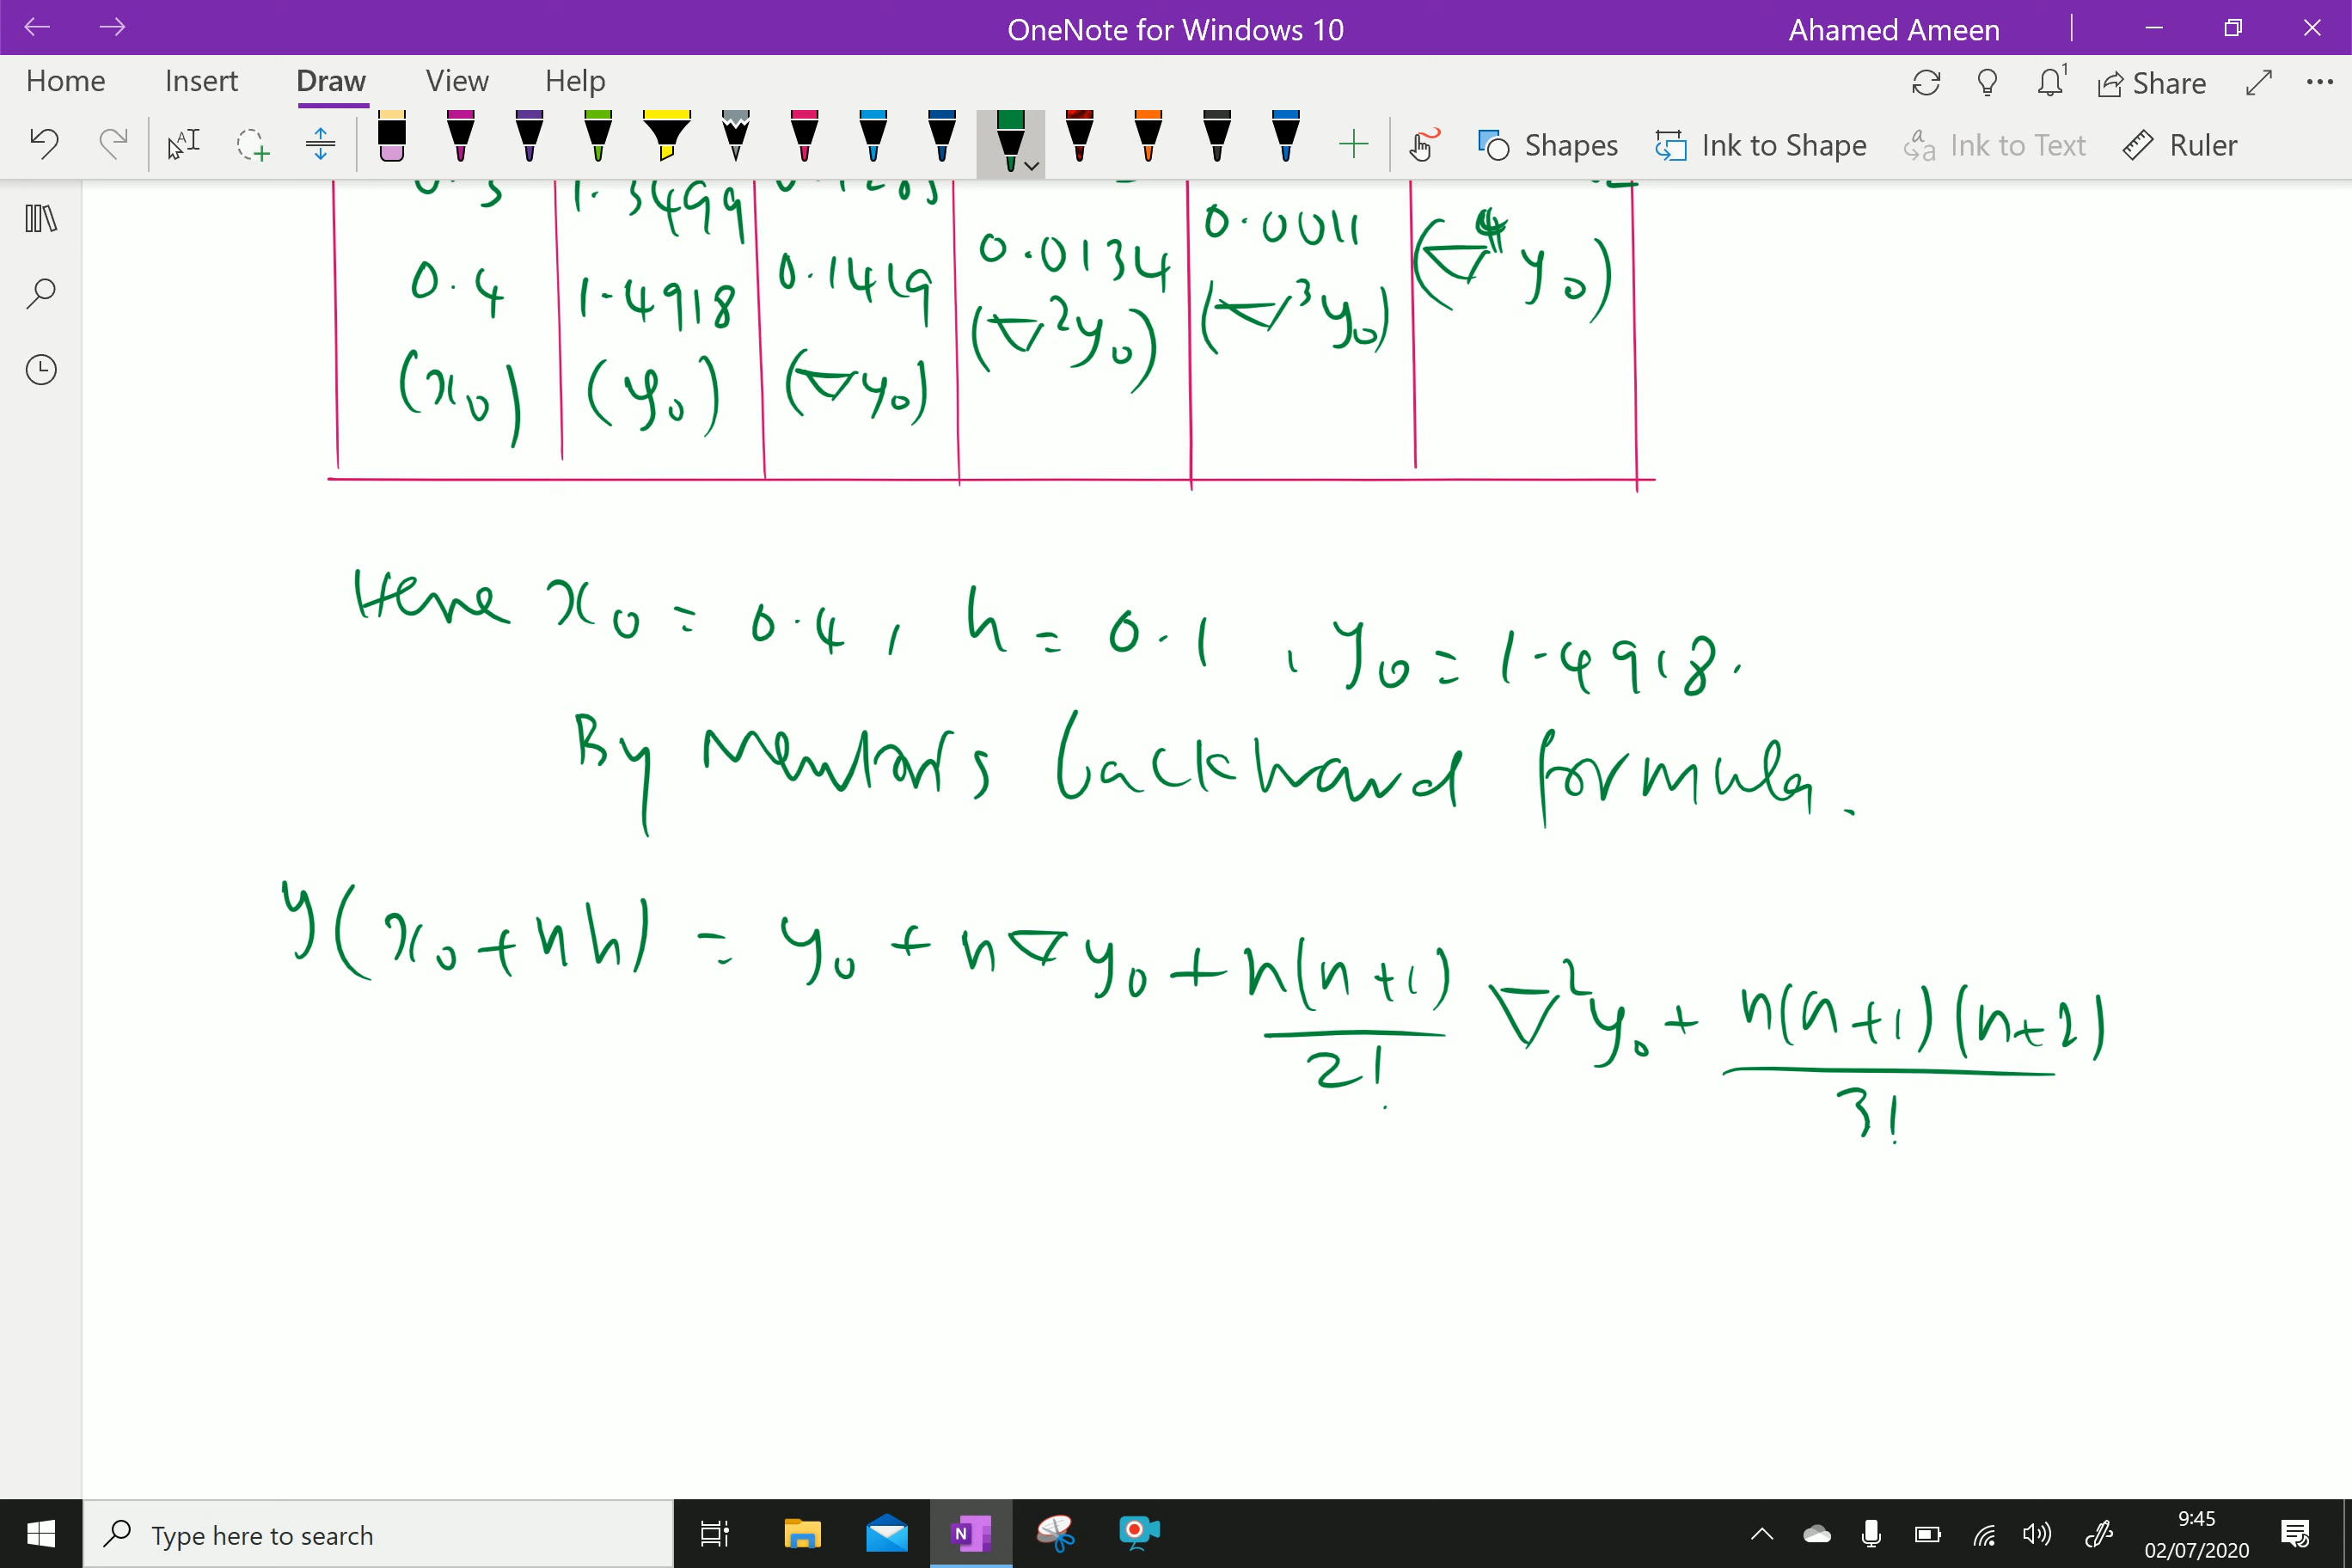 OneNote for Windows 10 Ahamed Ameen
Home Insert Draw View Help 1 Share
Shapes Ink to Shape Ink to Text Ruler
1.3499
0.0011
0.4 1.4918 0.1419 0.0134 (∇³y₀) (∇⁴y₀)
(x₀) (y₀) (∇y₀) (∇²y₀)
Here x₀ = 0.4, h = 0.1, y₀ = 1.4918.
By Newton's backward formula.
y(x₀+nh) = y₀ + n∇y₀ + n(n+1)/2! ∇²y₀ + n(n+1)(n+2)/3!
Type here to search N 9:45
02/07/2020